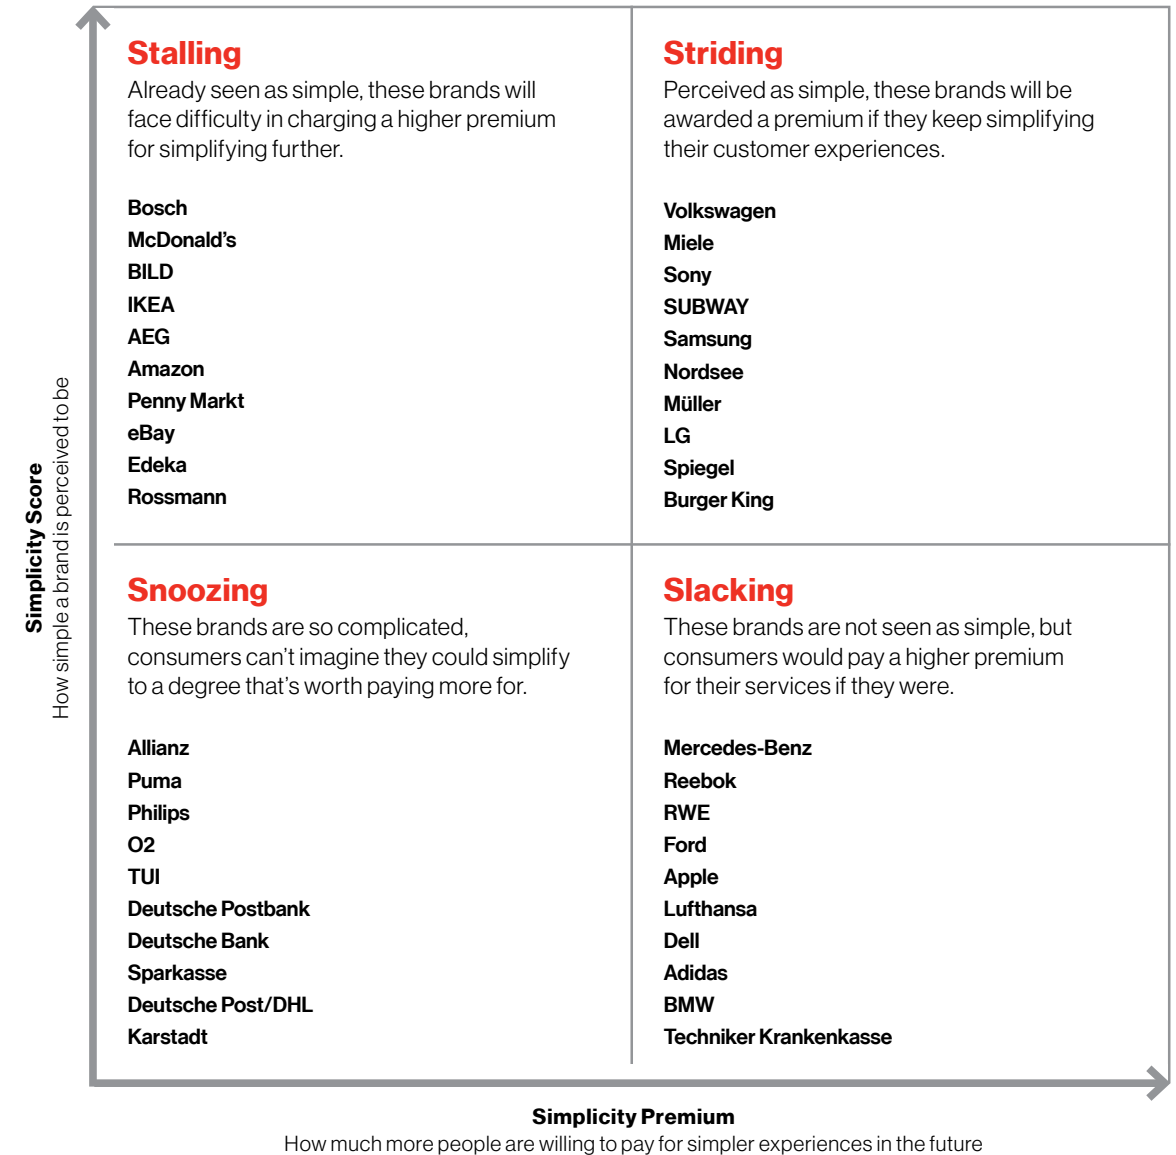 Stalling
Already seen as simple, these brands will
face difficulty in charging a higher premium
for simplifying further.
Bosch
McDonald’s
BILD
IKEA
AEG
Amazon
Penny Markt
eBay
Edeka
Rossmann
Striding
Perceived as simple, these brands will be
awarded a premium if they keep simplifying
their customer experiences.
Volkswagen
Miele
Sony
SUBWAY
Samsung
Nordsee
Müller
LG
Spiegel
Burger King
Snoozing
These brands are so complicated,
consumers can’t imagine they could simplify
to a degree that’s worth paying more for.
Allianz
Puma
Philips
O2
TUI
Deutsche Postbank
Deutsche Bank
Sparkasse
Deutsche Post/DHL
Karstadt
Slacking
These brands are not seen as simple, but
consumers would pay a higher premium
for their services if they were.
Mercedes-Benz
Reebok
RWE
Ford
Apple
Lufthansa
Dell
Adidas
BMW
Techniker Krankenkasse
Simplicity Score
How simple a brand is perceived to be
Simplicity Premium
How much more people are willing to pay for simpler experiences in the future